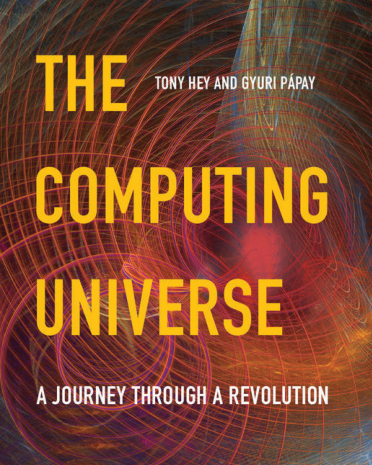 THE
TONY HEY AND GYURI PÁPAY
COMPUTING
UNIVERSE
A JOURNEY THROUGH A REVOLUTION